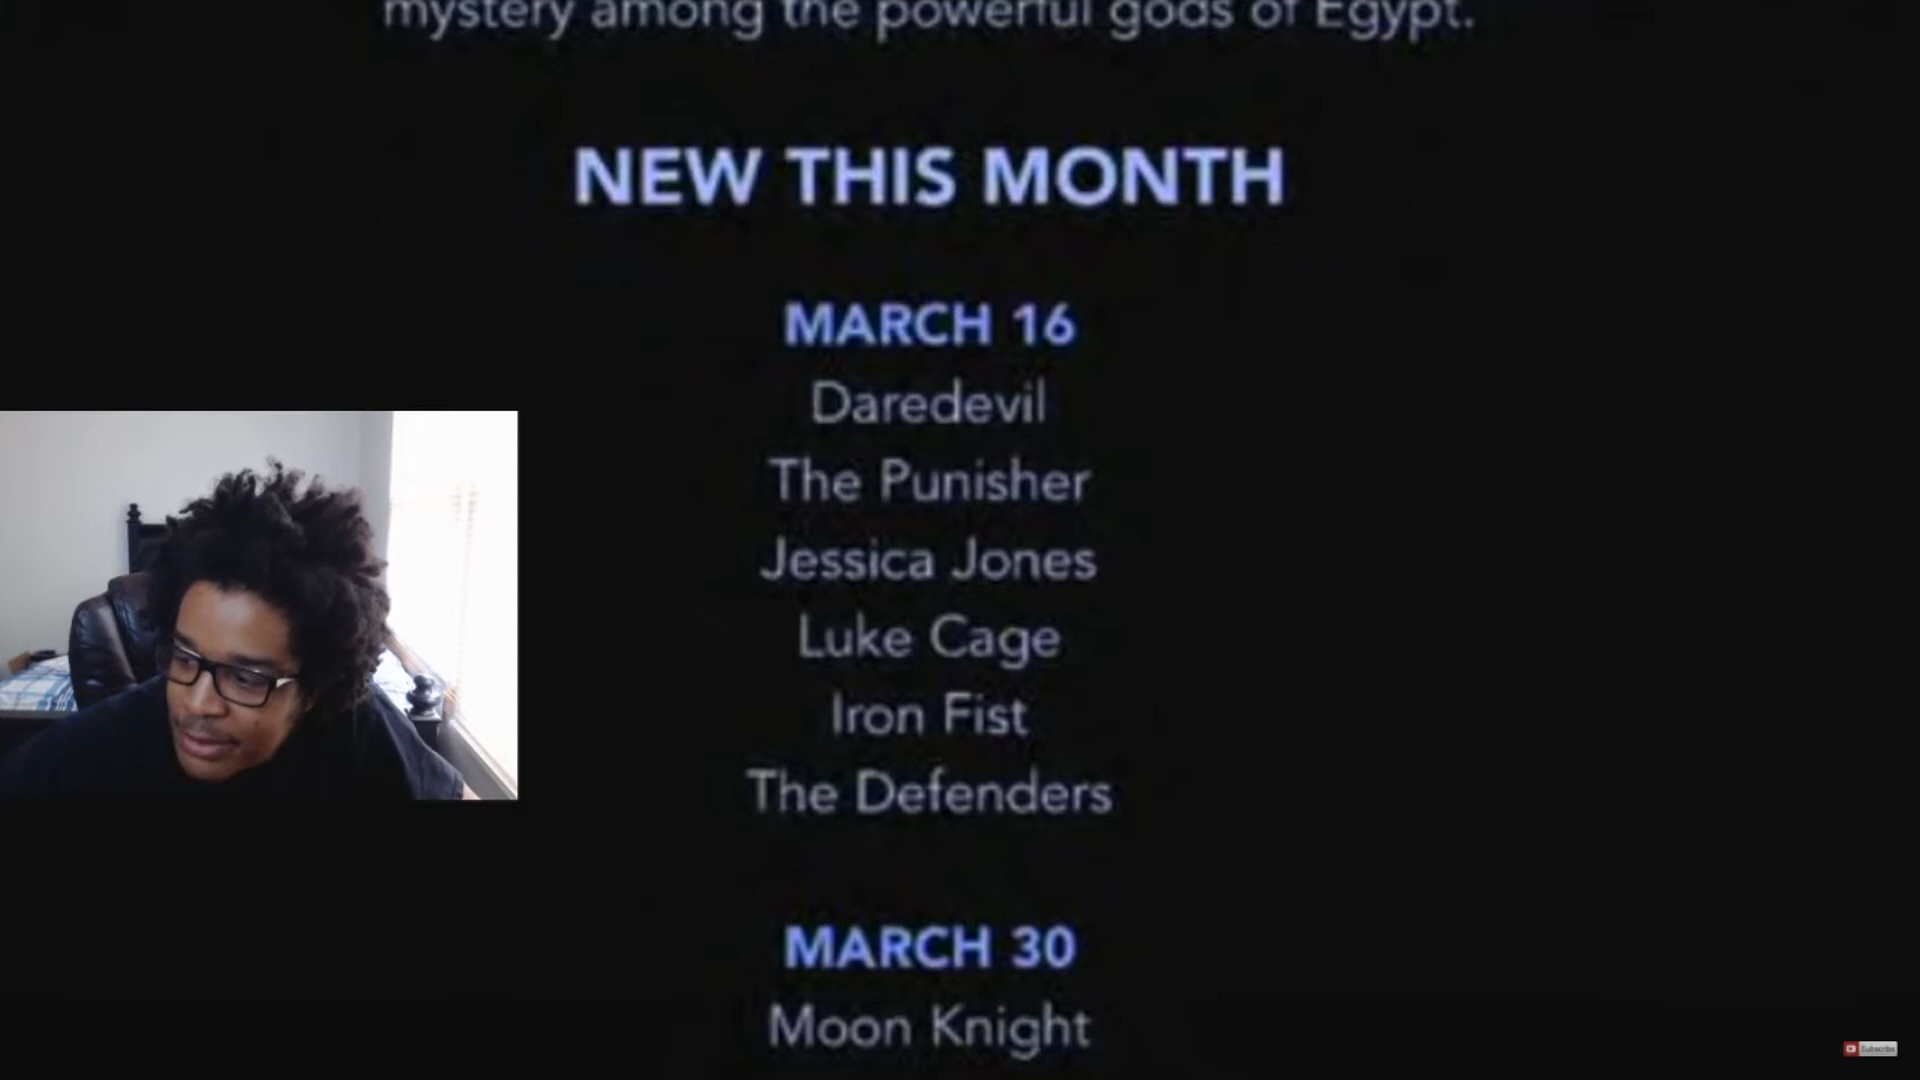 mystery among the powerful gods of Egypt.
NEW THIS MONTH
MARCH 16
Daredevil
The Punisher
Jessica Jones
Luke Cage
Iron Fist
The Defenders
MARCH 30
Moon Knight
Subscribe